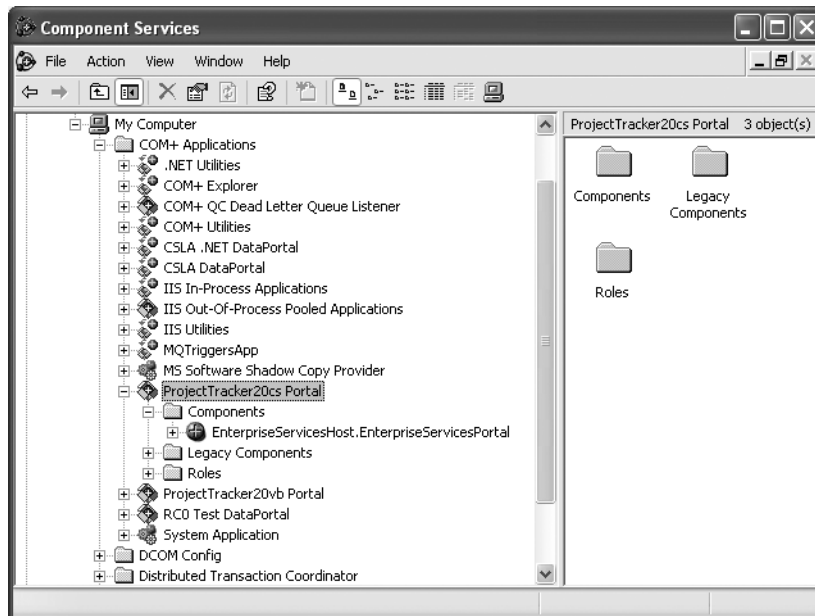 Component Services
File Action View Window Help
My Computer
COM+ Applications
.NET Utilities
COM+ Explorer
COM+ QC Dead Letter Queue Listener
COM+ Utilities
CSLA .NET DataPortal
CSLA DataPortal
IIS In-Process Applications
IIS Out-Of-Process Pooled Applications
IIS Utilities
MQTriggersApp
MS Software Shadow Copy Provider
ProjectTracker20cs Portal
Components
EnterpriseServicesHost.EnterpriseServicesPortal
Legacy Components
Roles
ProjectTracker20vb Portal
RC0 Test DataPortal
System Application
DCOM Config
Distributed Transaction Coordinator
ProjectTracker20cs Portal 3 object(s)
Components
Legacy
Components
Roles